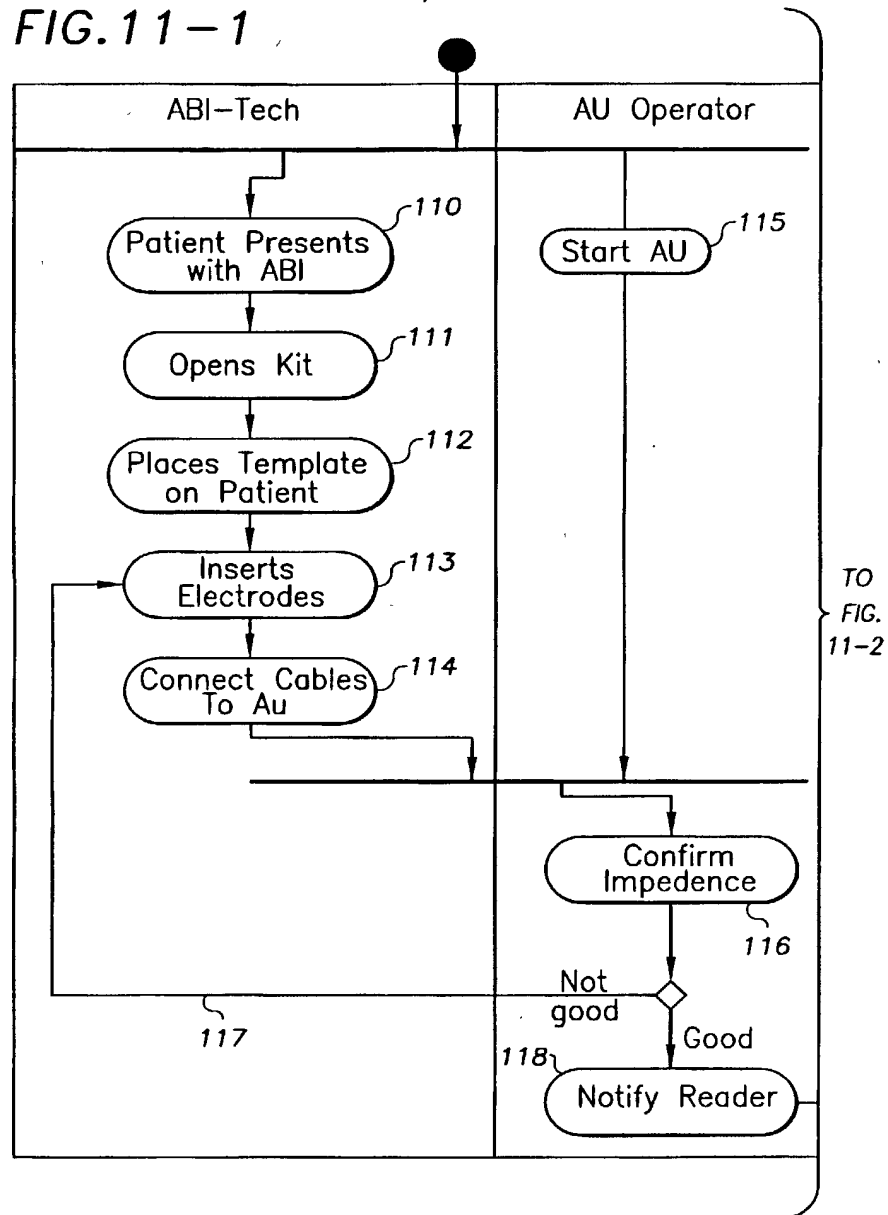 FIG.11-1
ABI-Tech
AU Operator
110
Patient Presents
with ABI
115
Start AU
111
Opens Kit
112
Places Template
on Patient
113
Inserts
Electrodes
TO
FIG.
11-2
114
Connect Cables
To Au
Confirm
Impedence
116
Not
good
117
Good
118
Notify Reader